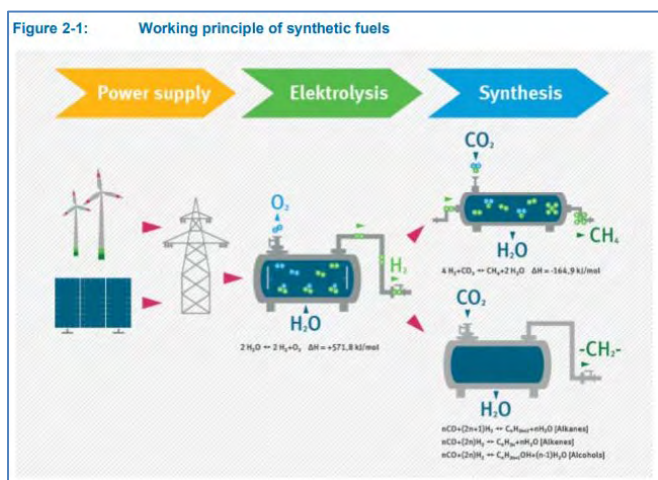 Figure 2-1: Working principle of synthetic fuels
Power supply
Elektrolysis
Synthesis
CO₂
O₂
H₂
H₂O
CH₄
4 H₂+CO₂ ↔ CH₄+2 H₂O ΔH = -164,9 kJ/mol
H₂O
2 H₂O ↔ 2 H₂+O₂ ΔH = +571,8 kJ/mol
CO₂
-CH₂-
H₂O
nCO+(2n+1)H₂ ↔ CₙH₂ₙ₊₂+nH₂O [Alkanes]
nCO+(2n)H₂ ↔ CₙH₂ₙ+nH₂O [Alkanes]
nCO+(2n)H₂ ↔ CₙH₂ₙ₊₁OH+(n-1)H₂O [Alcohols]